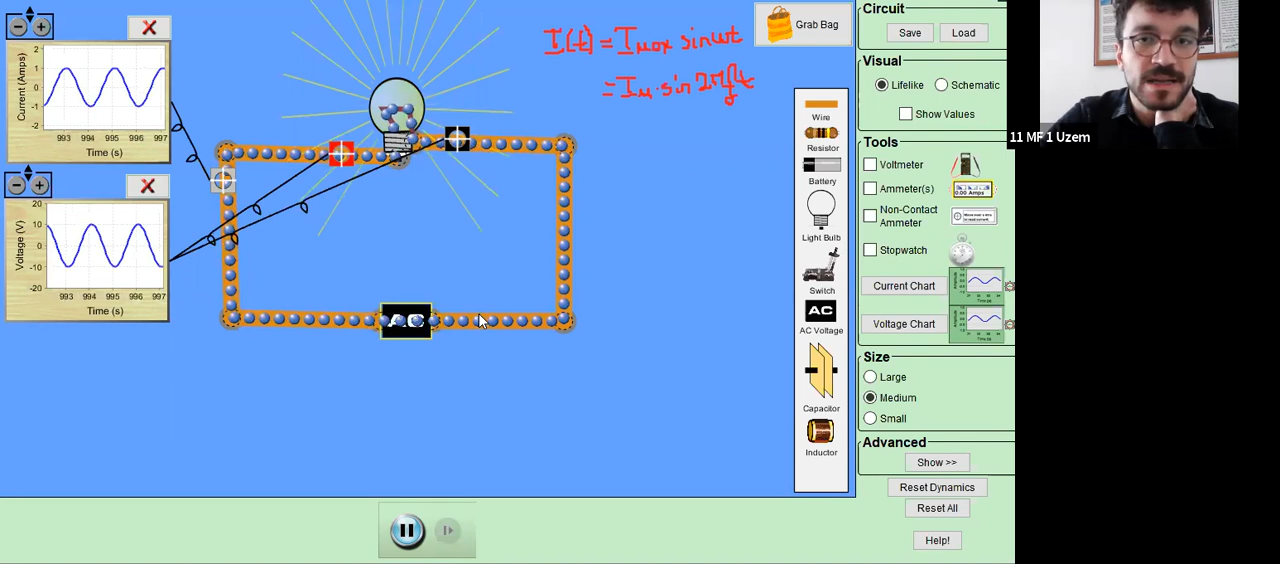 Grab Bag
I(t) = Imax sinωt
= IM · sin 2πft
Current (Amps)
2
1
0
-1
-2
993 994 995 996 997
Time (s)
Voltage (V)
20
10
0
-10
-20
993 994 995 996 997
Time (s)
AC
Wire
Resistor
Battery
Light Bulb
Switch
AC
AC Voltage
Capacitor
Inductor
Circuit
Save Load
Visual
Lifelike Schematic
Show Values
Tools
Voltmeter
Ammeter(s)
0.00 Amps
Non-Contact
Ammeter
Stopwatch
Current Chart
Voltage Chart
Size
Large
Medium
Small
Advanced
Show >>
Reset Dynamics
Reset All
Help!
11 MF 1 Uzem